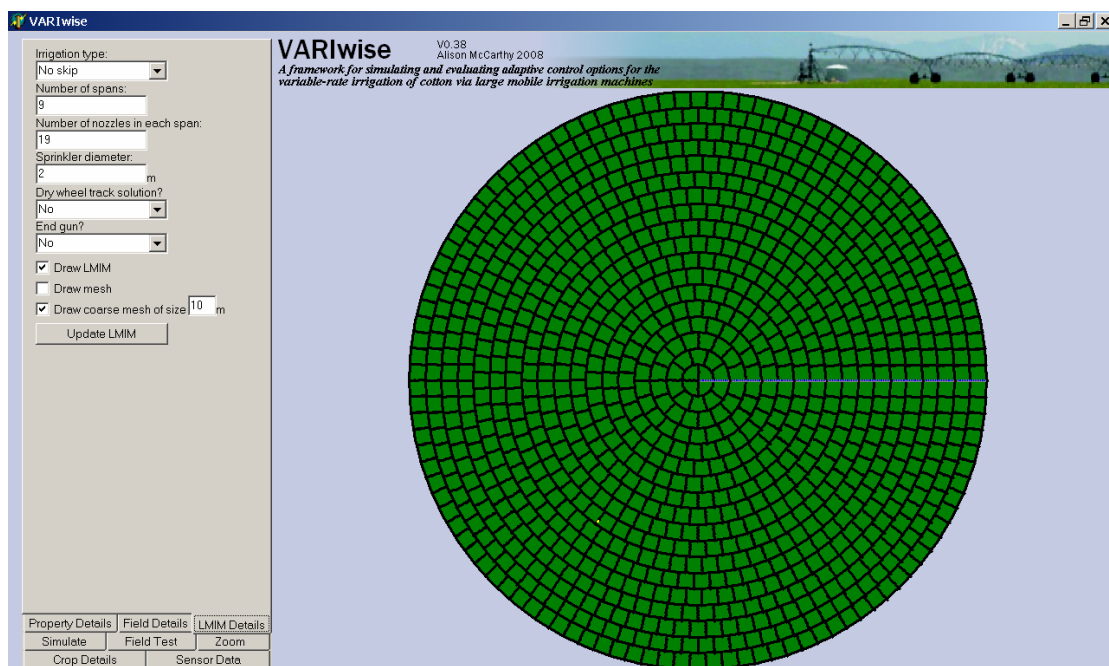 VARIwise
Irrigation type:
No skip
Number of spans:
9
Number of nozzles in each span:
19
Sprinkler diameter:
2 m
Dry wheel track solution?
No
End gun?
No
Draw LMIM
Draw mesh
Draw coarse mesh of size 10 m
Update LMIM
Property Details Field Details LMIM Details
Simulate Field Test Zoom
Crop Details Sensor Data
VARIwise V0.38
Alison McCarthy 2008
A framework for simulating and evaluating adaptive control options for the
variable-rate irrigation of cotton via large mobile irrigation machines